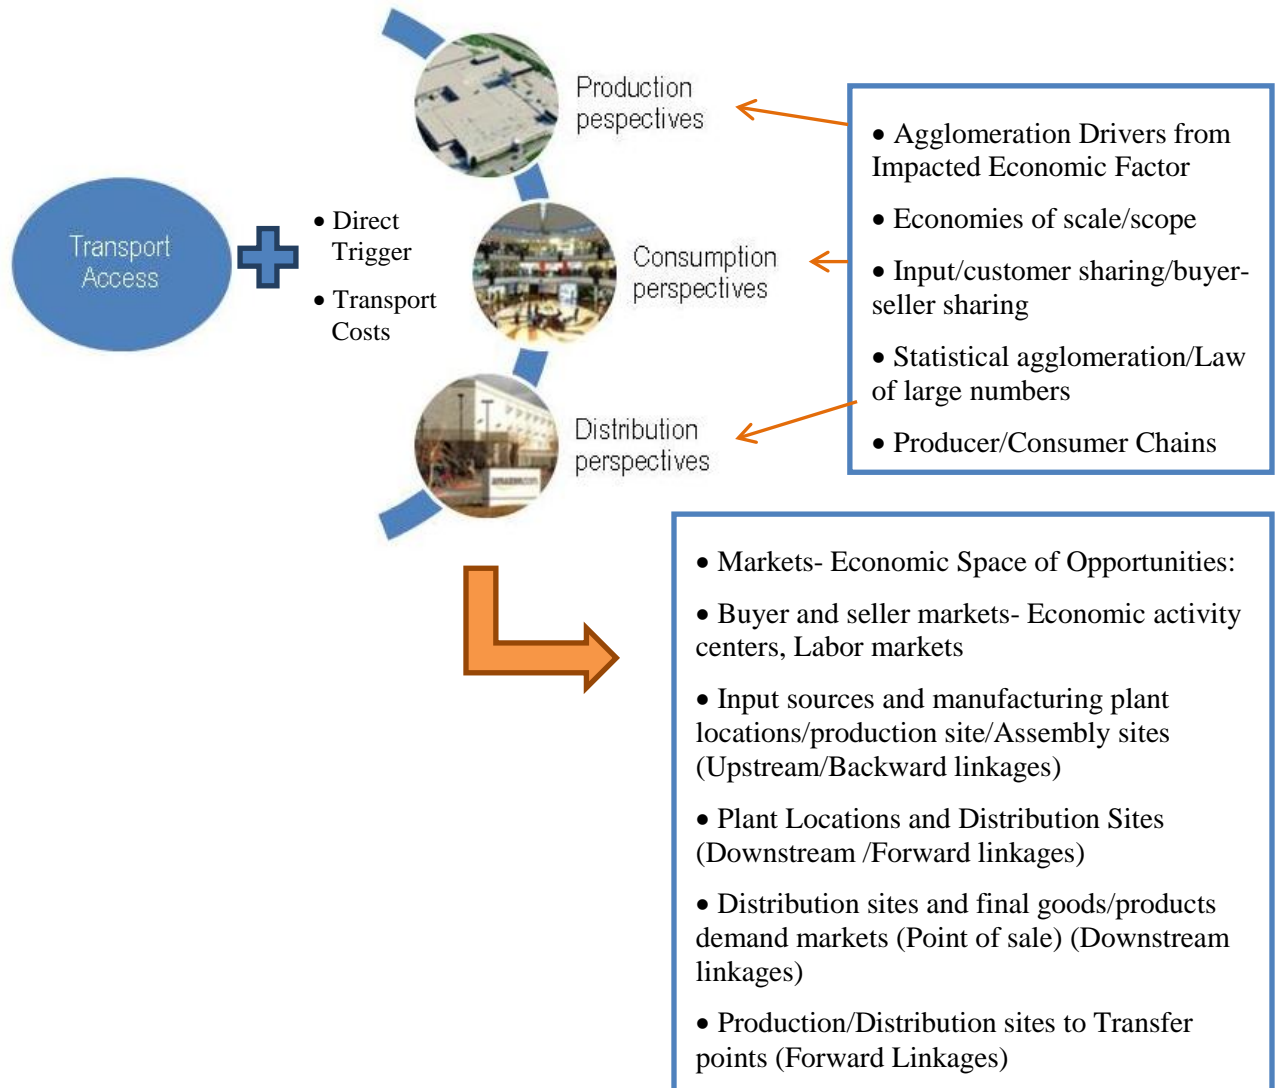 Production
pespectives
• Agglomeration Drivers from
Impacted Economic Factor
• Economies of scale/scope
• Input/customer sharing/buyer-
seller sharing
• Statistical agglomeration/Law
of large numbers
• Producer/Consumer Chains
Transport
Access
• Direct
Trigger
• Transport
Costs
Consumption
perspectives
Distribution
perspectives
amazon.com
• Markets- Economic Space of Opportunities:
• Buyer and seller markets- Economic activity
centers, Labor markets
• Input sources and manufacturing plant
locations/production site/Assembly sites
(Upstream/Backward linkages)
• Plant Locations and Distribution Sites
(Downstream /Forward linkages)
• Distribution sites and final goods/products
demand markets (Point of sale) (Downstream
linkages)
• Production/Distribution sites to Transfer
points (Forward Linkages)